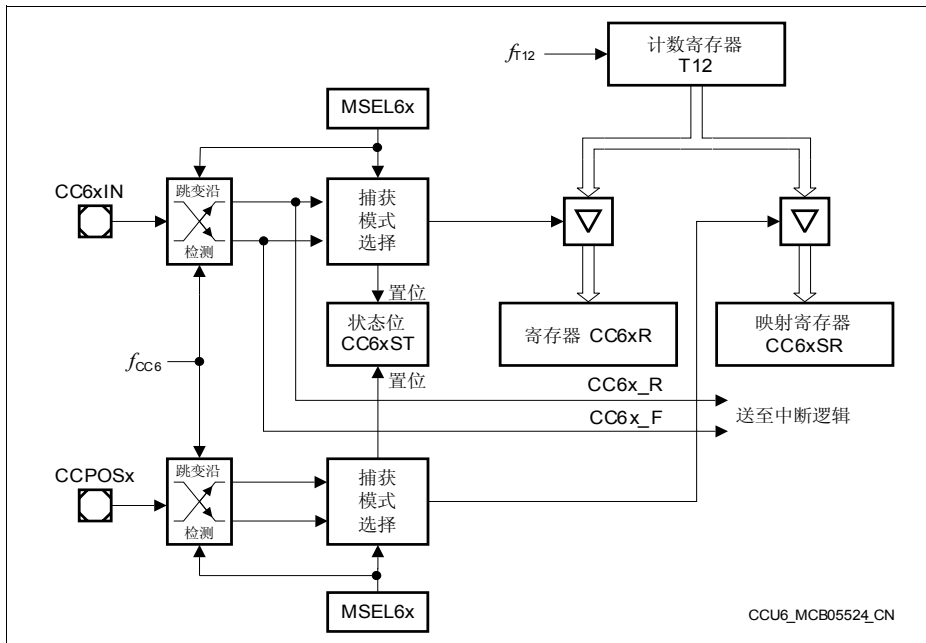 计数寄存器
T12
fT12
MSEL6x
CC6xIN
跳变沿
检测
捕获
模式
选择
置位
状态位
CC6xST
置位
寄存器 CC6xR
映射寄存器
CC6xSR
fCC6
CC6x_R
CC6x_F
送至中断逻辑
CCPOSx
跳变沿
检测
捕获
模式
选择
MSEL6x
CCU6_MCB05524_CN